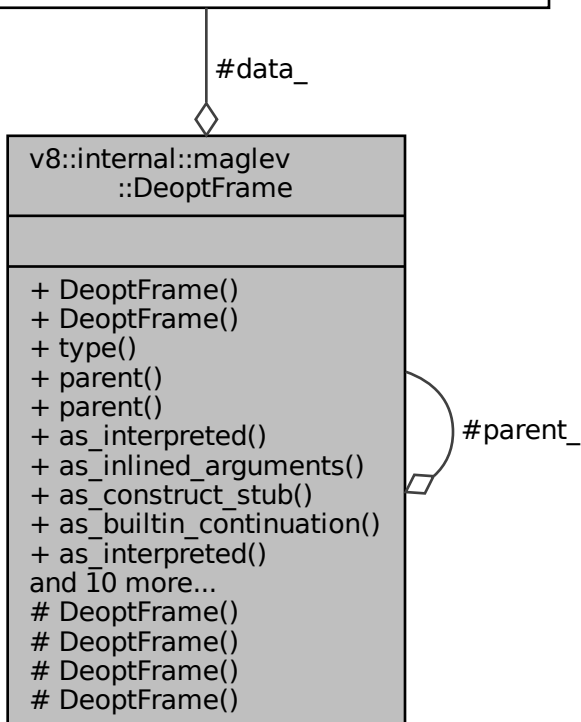 #data_
v8::internal::maglev
::DeoptFrame
+ DeoptFrame()
+ DeoptFrame()
+ type()
+ parent()
+ parent()
+ as_interpreted()
+ as_inlined_arguments()
+ as_construct_stub()
+ as_builtin_continuation()
+ as_interpreted()
and 10 more...
# DeoptFrame()
# DeoptFrame()
# DeoptFrame()
# DeoptFrame()
#parent_